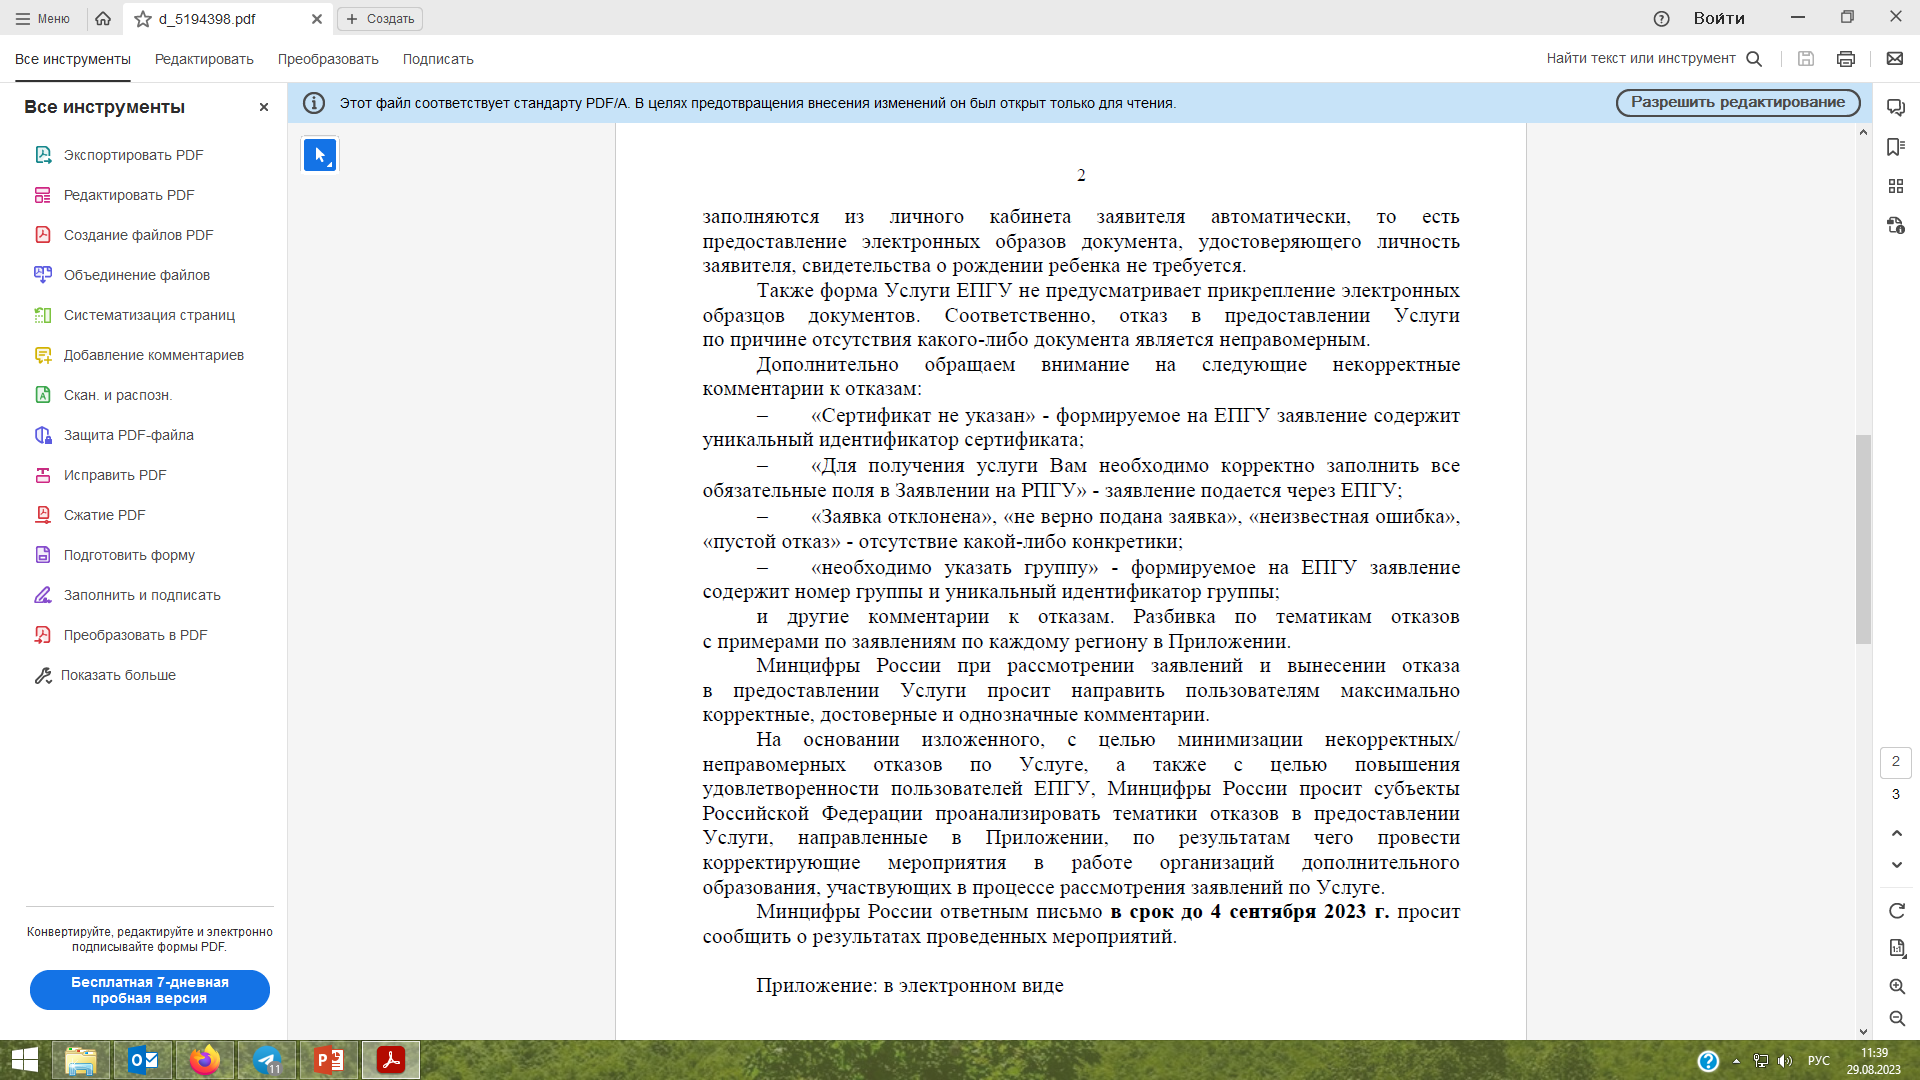 Меню
d_5194398.pdf
Создать
Войти
Все инструменты
Редактировать
Преобразовать
Подписать
Найти текст или инструмент
Все инструменты
Экспортировать PDF
Редактировать PDF
Создание файлов PDF
Объединение файлов
Систематизация страниц
Добавление комментариев
Скан. и распозн.
Защита PDF-файла
Исправить PDF
Сжатие PDF
Подготовить форму
Заполнить и подписать
Преобразовать в PDF
Показать больше
Конвертируйте, редактируйте и электронно
подписывайте формы PDF.
Бесплатная 7-дневная
пробная версия
Этот файл соответствует стандарту PDF/A. В целях предотвращения внесения изменений он был открыт только для чтения.
Разрешить редактирование
2
заполняются из личного кабинета заявителя автоматически, то есть
предоставление электронных образов документа, удостоверяющего личность
заявителя, свидетельства о рождении ребенка не требуется.
Также форма Услуги ЕПГУ не предусматривает прикрепление электронных
образцов документов. Соответственно, отказ в предоставлении Услуги
по причине отсутствия какого-либо документа является неправомерным.
Дополнительно обращаем внимание на следующие некорректные
комментарии к отказам:
– «Сертификат не указан» - формируемое на ЕПГУ заявление содержит
уникальный идентификатор сертификата;
– «Для получения услуги Вам необходимо корректно заполнить все
обязательные поля в Заявлении на РПГУ» - заявление подается через ЕПГУ;
– «Заявка отклонена», «не верно подана заявка», «неизвестная ошибка»,
«пустой отказ» - отсутствие какой-либо конкретики;
– «необходимо указать группу» - формируемое на ЕПГУ заявление
содержит номер группы и уникальный идентификатор группы;
и другие комментарии к отказам. Разбивка по тематикам отказов
с примерами по заявлениям по каждому региону в Приложении.
Минцифры России при рассмотрении заявлений и вынесении отказа
в предоставлении Услуги просит направить пользователям максимально
корректные, достоверные и однозначные комментарии.
На основании изложенного, с целью минимизации некорректных/
неправомерных отказов по Услуге, а также с целью повышения
удовлетворенности пользователей ЕПГУ, Минцифры России просит субъекты
Российской Федерации проанализировать тематики отказов в предоставлении
Услуги, направленные в Приложении, по результатам чего провести
корректирующие мероприятия в работе организаций дополнительного
образования, участвующих в процессе рассмотрения заявлений по Услуге.
Минцифры России ответным письмо в срок до 4 сентября 2023 г. просит
сообщить о результатах проведенных мероприятий.
Приложение: в электронном виде
2
3
1:1
11
РУС
11:39
29.08.2023